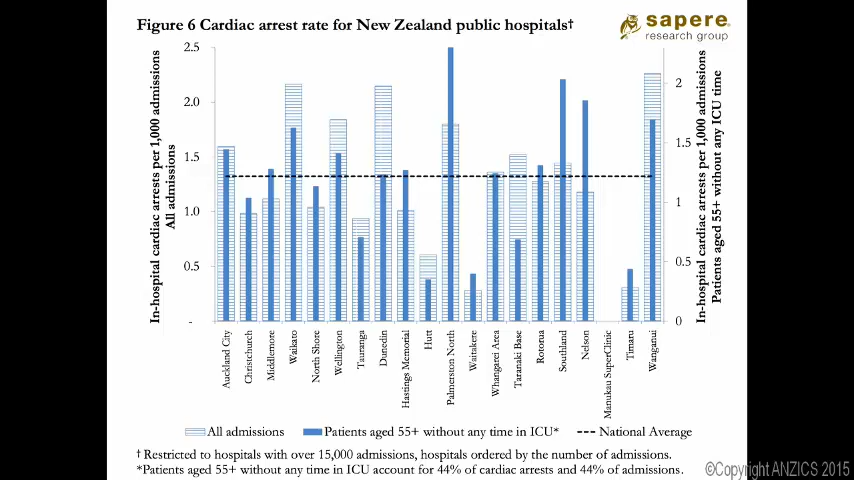 Figure 6 Cardiac arrest rate for New Zealand public hospitals†
sapere
research group
In-hospital cardiac arrests per 1,000 admissions
All admissions
2.5
2.0
1.5
1.0
0.5
-
2
1.5
1
0.5
0
In-hospital cardiac arrests per 1,000 admissions
Patients aged 55+ without any ICU time
Auckland City
Christchurch
Middlemore
Waikato
North Shore
Wellington
Tauranga
Dunedin
Hastings Memorial
Hutt
Palmerston North
Waitakere
Whangarei Area
Taranaki Base
Rotorua
Southland
Nelson
Manukau SuperClinic
Timaru
Wanganui
All admissions
Patients aged 55+ without any time in ICU*
National Average
† Restricted to hospitals with over 15,000 admissions, hospitals ordered by the number of admissions.
*Patients aged 55+ without any time in ICU account for 44% of cardiac arrests and 44% of admissions.
©Copyright ANZICS 2015